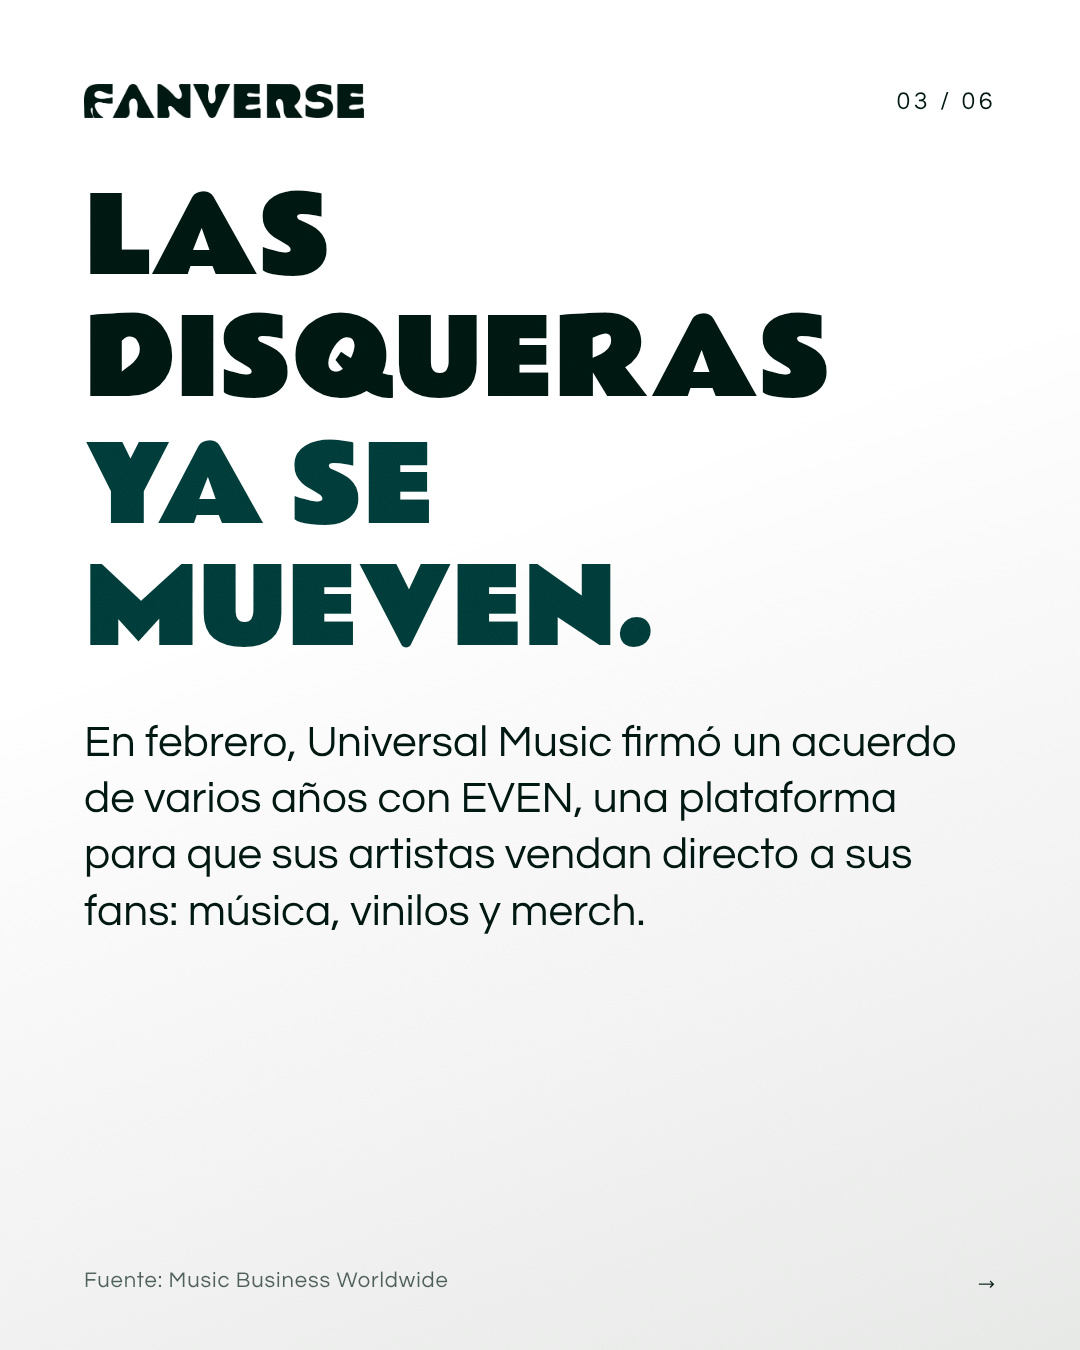 FANVERSE
03 / 06
LAS
DISQUERAS
YA SE
MUEVEN.
En febrero, Universal Music firmó un acuerdo
de varios años con EVEN, una plataforma
para que sus artistas vendan directo a sus
fans: música, vinilos y merch.
Fuente: Music Business Worldwide
→